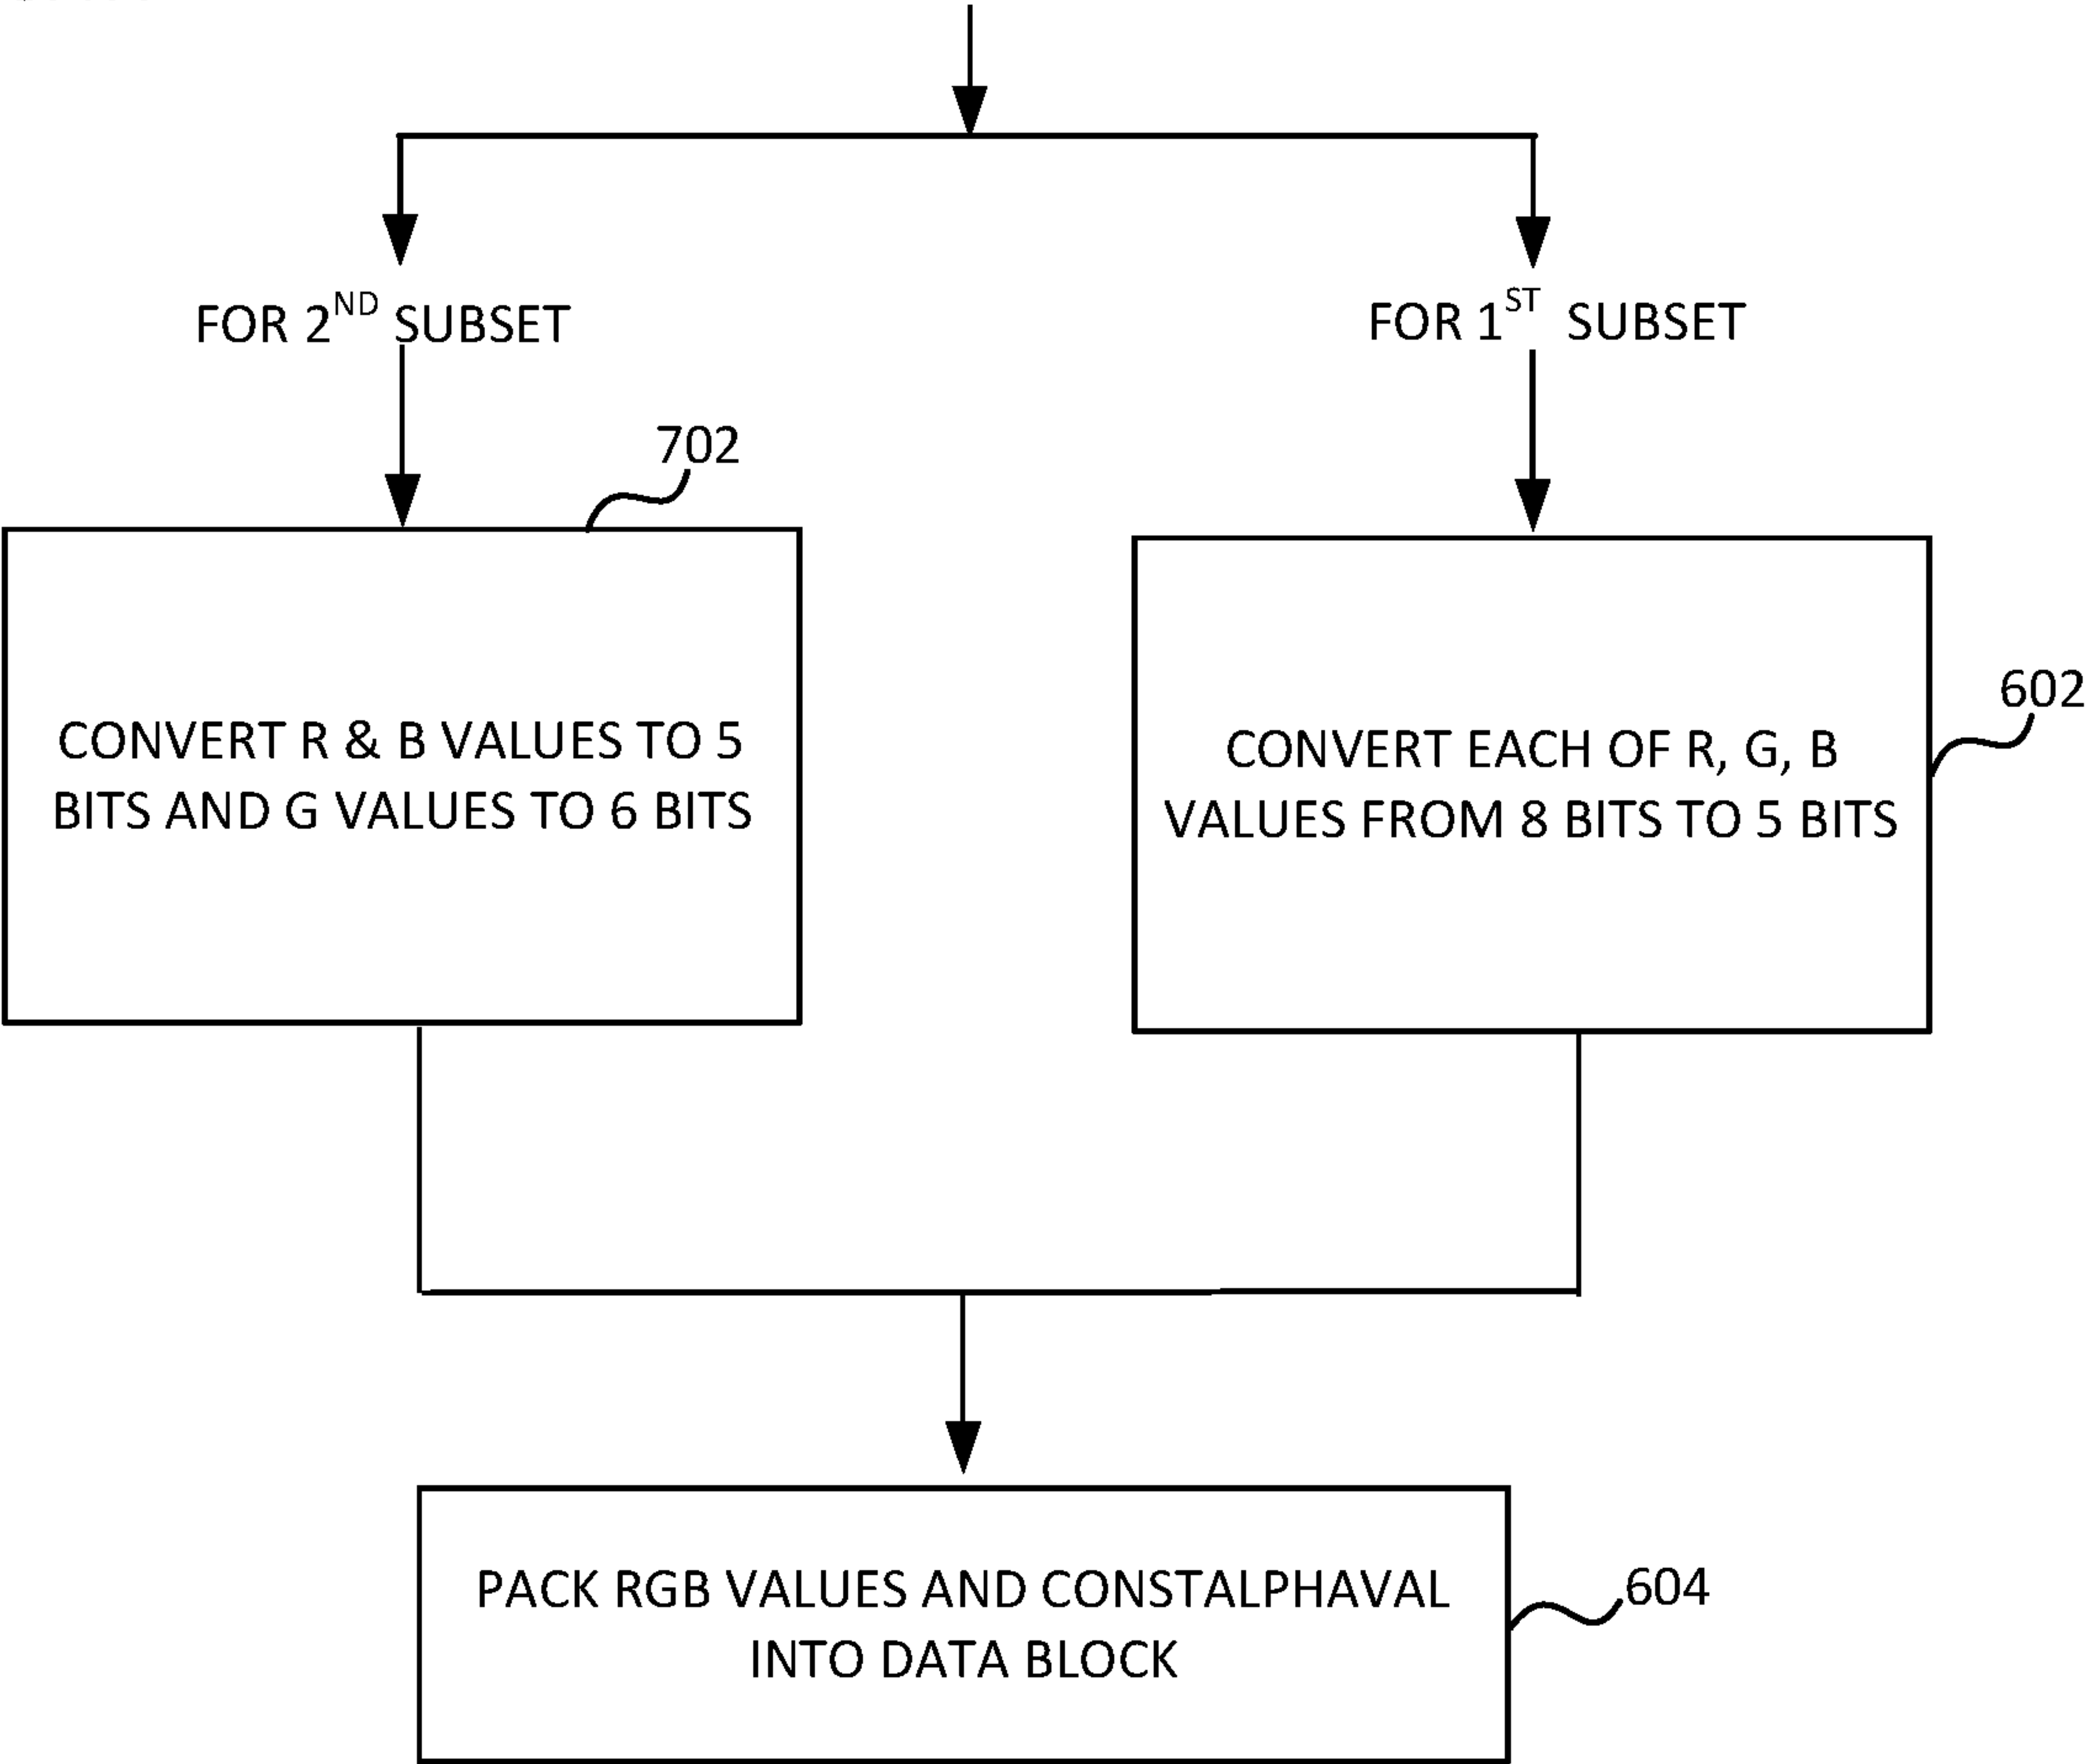 FOR 2ND SUBSET
FOR 1ST SUBSET
702
602
CONVERT R & B VALUES TO 5
BITS AND G VALUES TO 6 BITS
CONVERT EACH OF R, G, B
VALUES FROM 8 BITS TO 5 BITS
PACK RGB VALUES AND CONSTALPHAVAL
INTO DATA BLOCK
604